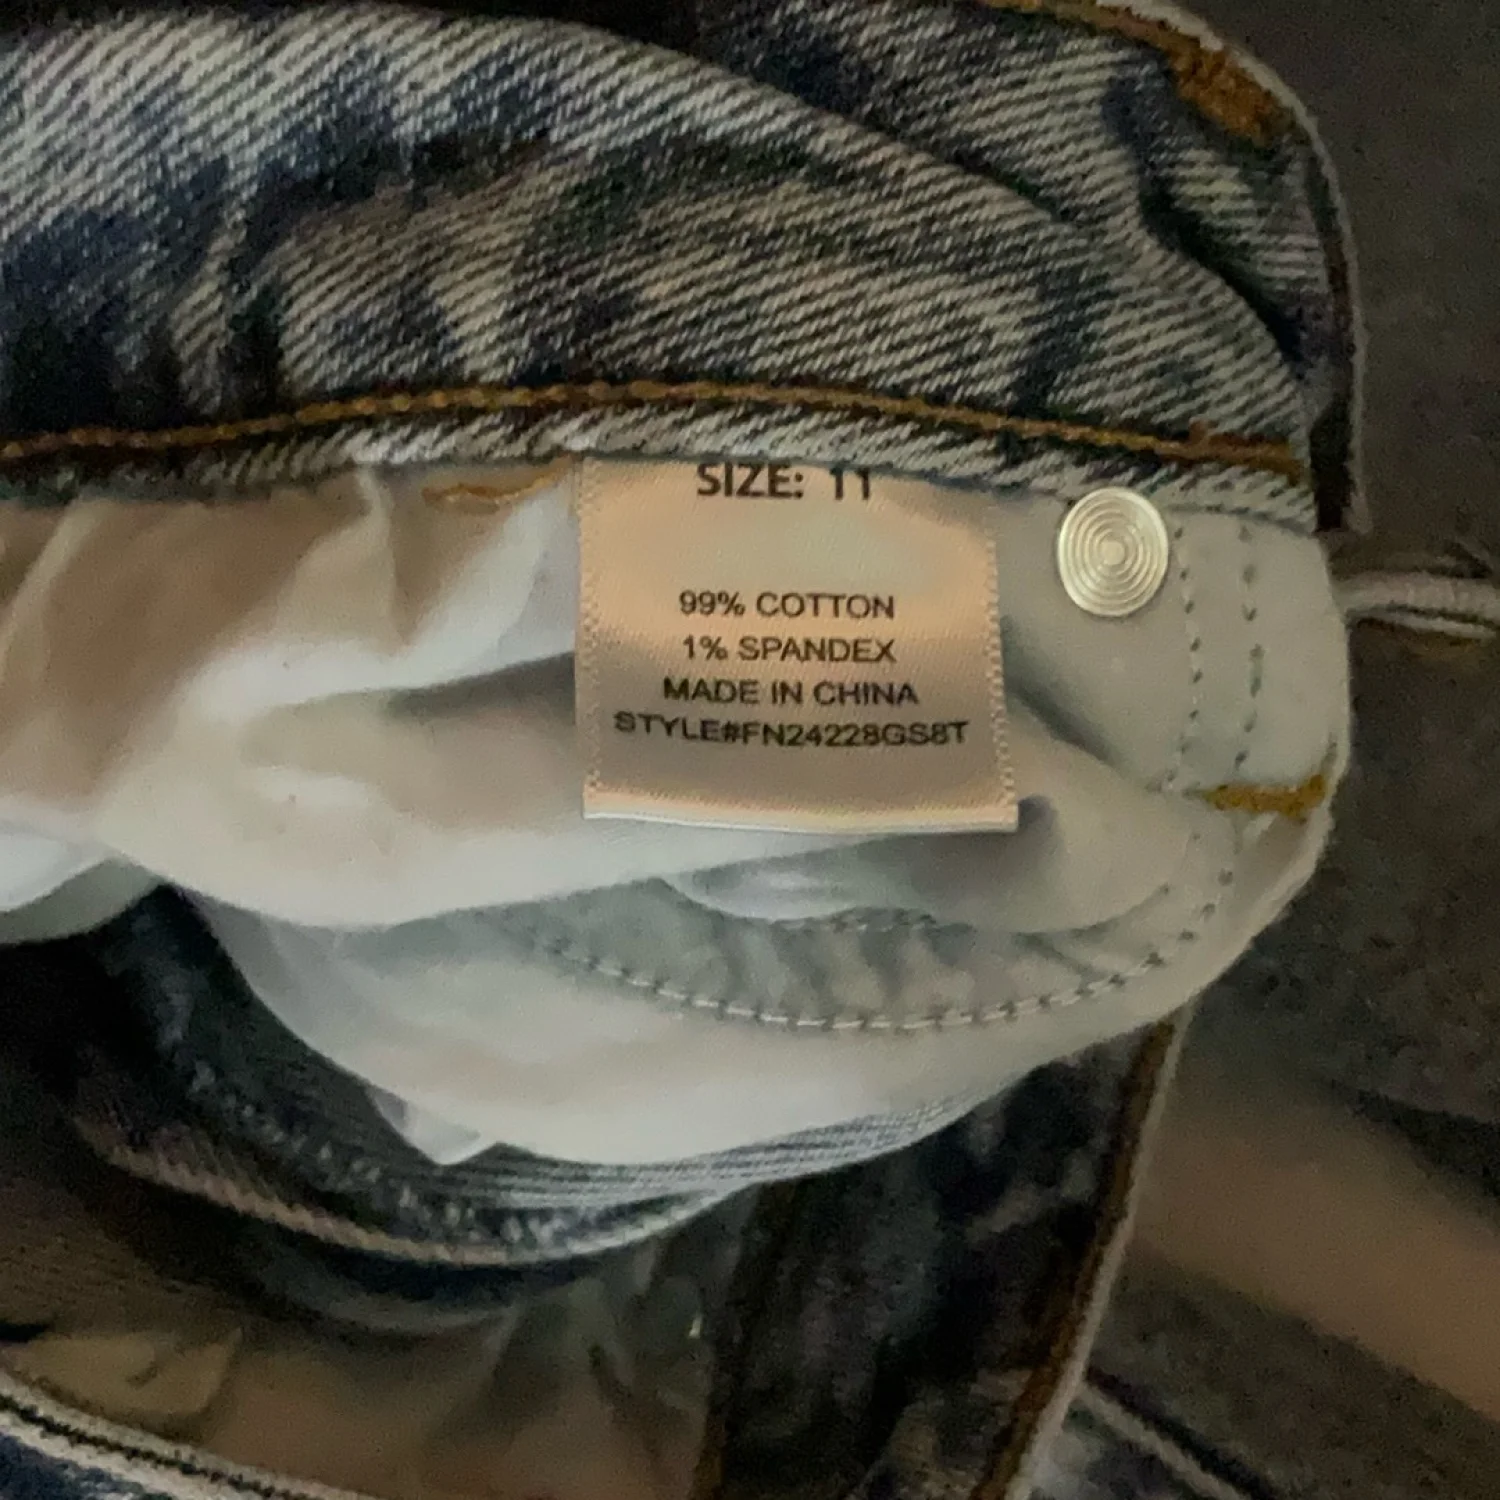 SIZE: 11
99% COTTON
1% SPANDEX
MADE IN CHINA
STYLE#FN24228GS8T